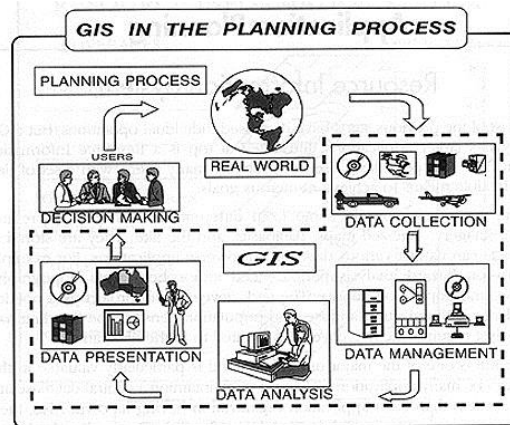 GIS IN THE PLANNING PROCESS
PLANNING PROCESS
REAL WORLD
USERS
DECISION MAKING
DATA COLLECTION
GIS
DATA PRESENTATION
DATA ANALYSIS
DATA MANAGEMENT